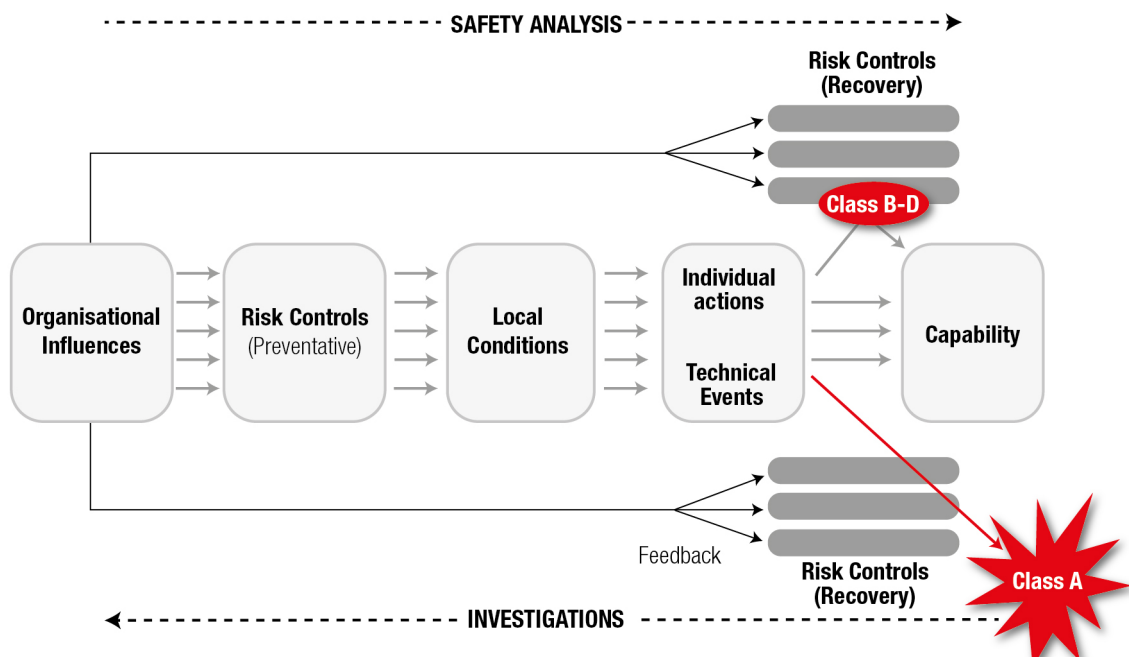 SAFETY ANALYSIS
Risk Controls
(Recovery)
Class B-D
Organisational
Influences
Risk Controls
(Preventative)
Local
Conditions
Individual
actions
Technical
Events
Capability
Feedback
Risk Controls
(Recovery)
Class A
INVESTIGATIONS